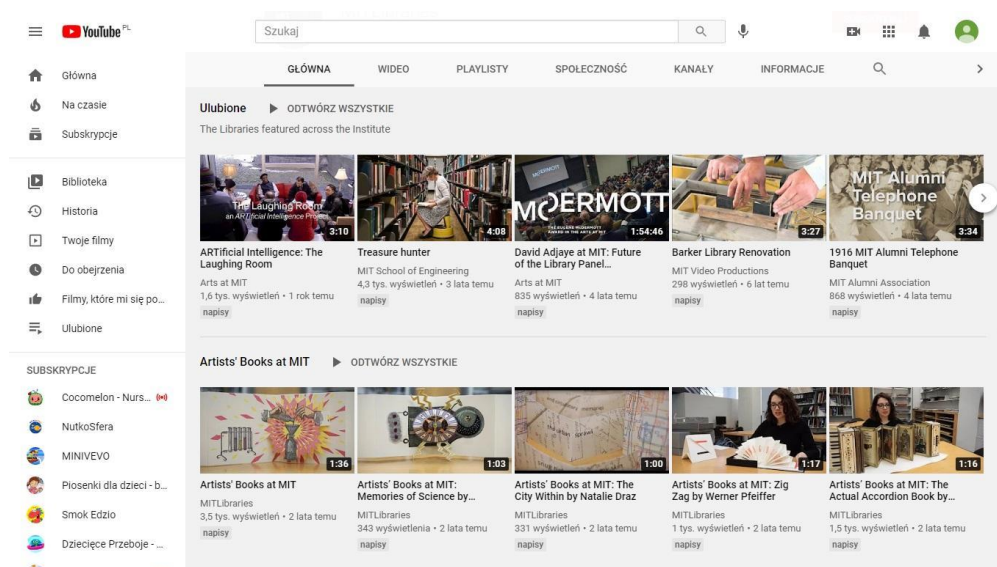 YouTube PL
Szukaj
Główna
Na czasie
Subskrypcje
Biblioteka
Historia
Twoje filmy
Do obejrzenia
Filmy, które mi się po...
Ulubione
SUBSKRYPCJE
Cocomelon - Nurs...
NutkoSfera
MINIVEVO
Piosenki dla dzieci - b...
Smok Edzio
Dziecięce Przeboje - ...
GŁÓWNA WIDEO PLAYLISTY SPOŁECZNOŚĆ KANAŁY INFORMACJE
Ulubione ODTWÓRZ WSZYSTKIE
The Libraries featured across the Institute
The Laughing Room
an ARTificial Intelligence Project
3:10
ARTificial Intelligence: The
Laughing Room
Arts at MIT
1,6 tys. wyświetleń • 1 rok temu
napisy
4:08
Treasure hunter
MIT School of Engineering
4,3 tys. wyświetleń • 3 lata temu
napisy
McDERMOTT
1:54:46
David Adjaye at MIT: Future
of the Library Panel...
Arts at MIT
835 wyświetleń • 4 lata temu
napisy
3:27
Barker Library Renovation
MIT Video Productions
298 wyświetleń • 6 lat temu
napisy
MIT Alumni
Telephone
Banquet
3:34
1916 MIT Alumni Telephone
Banquet
MIT Alumni Association
868 wyświetleń • 4 lata temu
napisy
Artists' Books at MIT ODTWÓRZ WSZYSTKIE
1:36
Artists' Books at MIT
MITLibraries
3,5 tys. wyświetleń • 2 lata temu
napisy
1:03
Artists' Books at MIT:
Memories of Science by...
MITLibraries
343 wyświetlenia • 2 lata temu
napisy
1:00
Artists' Books at MIT: The
City Within by Natalie Draz
MITLibraries
331 wyświetleń • 2 lata temu
napisy
1:17
Artists' Books at MIT: Zig
Zag by Werner Pfeiffer
MITLibraries
1 tys. wyświetleń • 2 lata temu
napisy
1:16
Artists' Books at MIT: The
Actual Accordion Book by...
MITLibraries
1,5 tys. wyświetleń • 2 lata temu
napisy